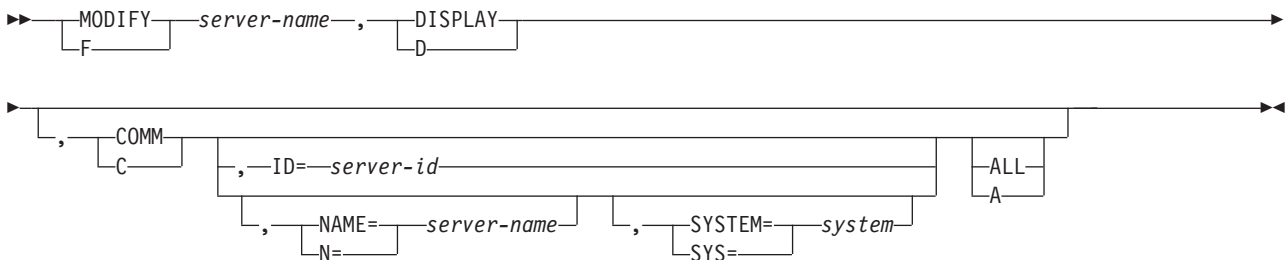 MODIFY server-name , DISPLAY
F D
, COMM
C
, ID= server-id
ALL
A
, NAME= server-name , SYSTEM= system
N= SYS=